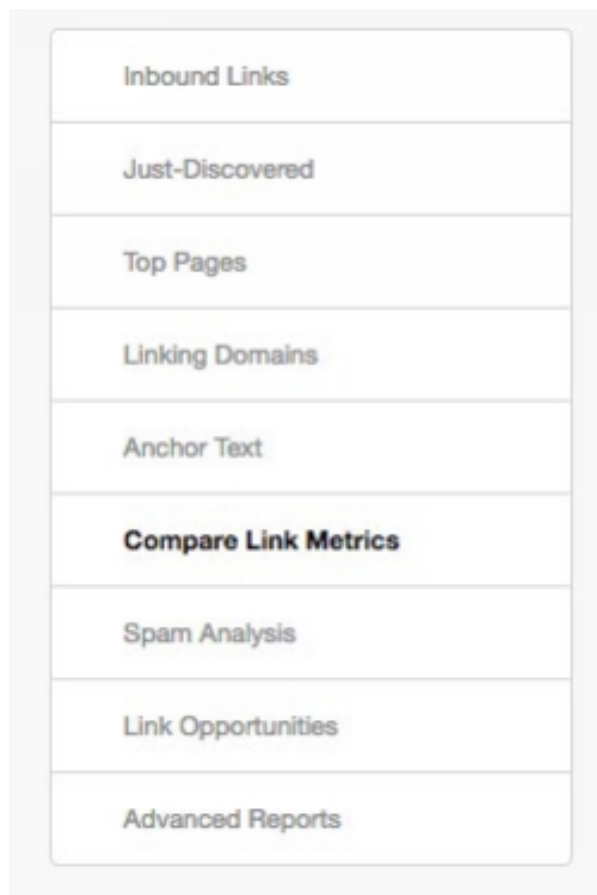 Inbound Links
Just-Discovered
Top Pages
Linking Domains
Anchor Text
Compare Link Metrics
Spam Analysis
Link Opportunities
Advanced Reports